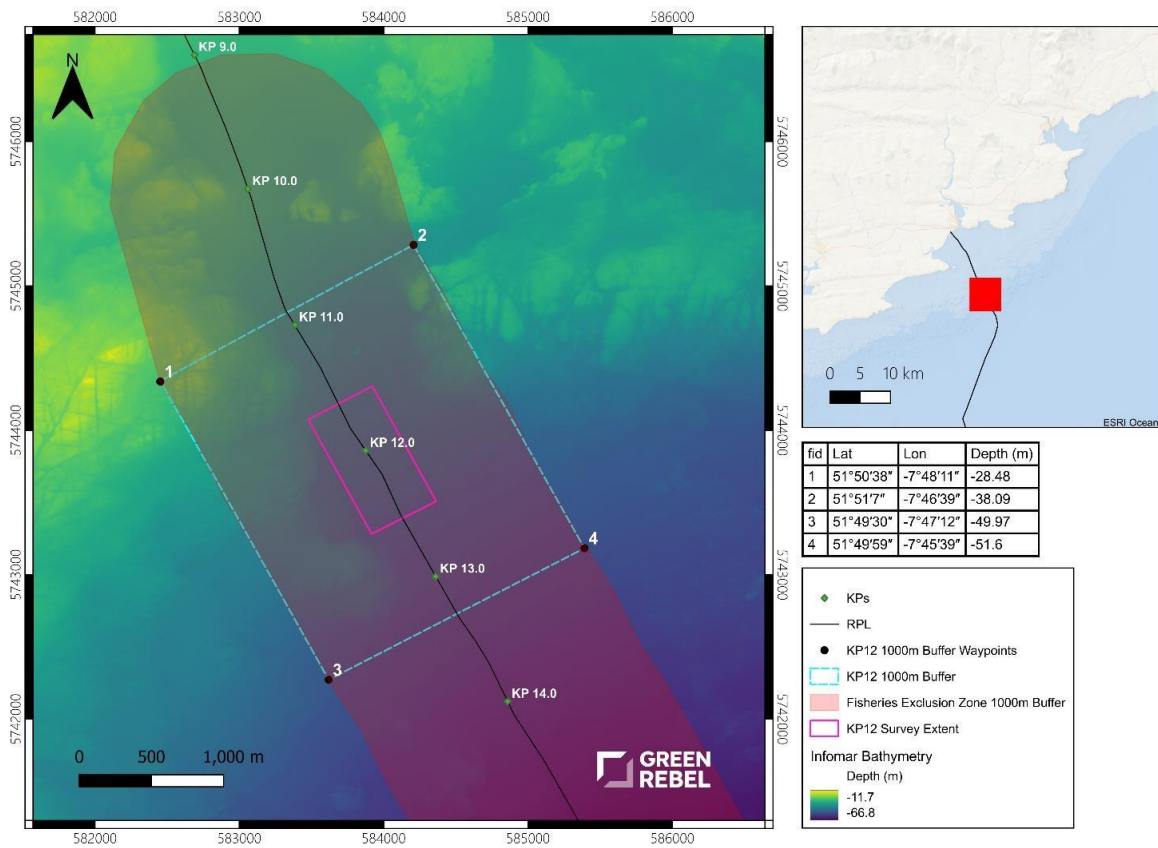 582000 583000 584000 585000 586000
N
KP 9.0
5746000
5746000
KP 10.0
2
5745000
5745000
KP 11.0
1
5744000
5744000
KP 12.0
4
5743000
5743000
KP 13.0
3
KP 14.0
5742000
5742000
0 500 1,000 m
GREEN
REBEL
582000 583000 584000 585000 586000
0 5 10 km
ESRI Ocean
fid Lat Lon Depth (m)
1 51°50'38" -7°48'11" -28.48
2 51°51'7" -7°46'39" -38.09
3 51°49'30" -7°47'12" -49.97
4 51°49'59" -7°45'39" -51.6
KPs
RPL
KP12 1000m Buffer Waypoints
KP12 1000m Buffer
Fisheries Exclusion Zone 1000m Buffer
KP12 Survey Extent
Infomar Bathymetry
Depth (m)
-11.7
-66.8